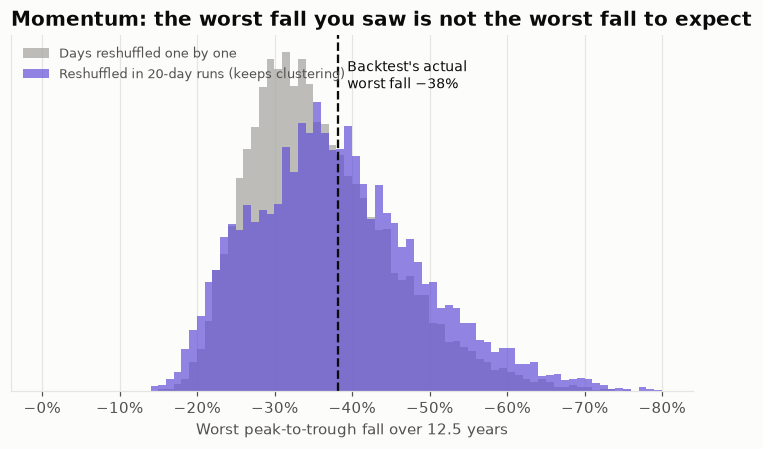 Momentum: the worst fall you saw is not the worst fall to expect
Days reshuffled one by one
Reshuffled in 20-day runs (keeps clustering)
Backtest's actual
worst fall −38%
−0% −10% −20% −30% −40% −50% −60% −70% −80%
Worst peak-to-trough fall over 12.5 years